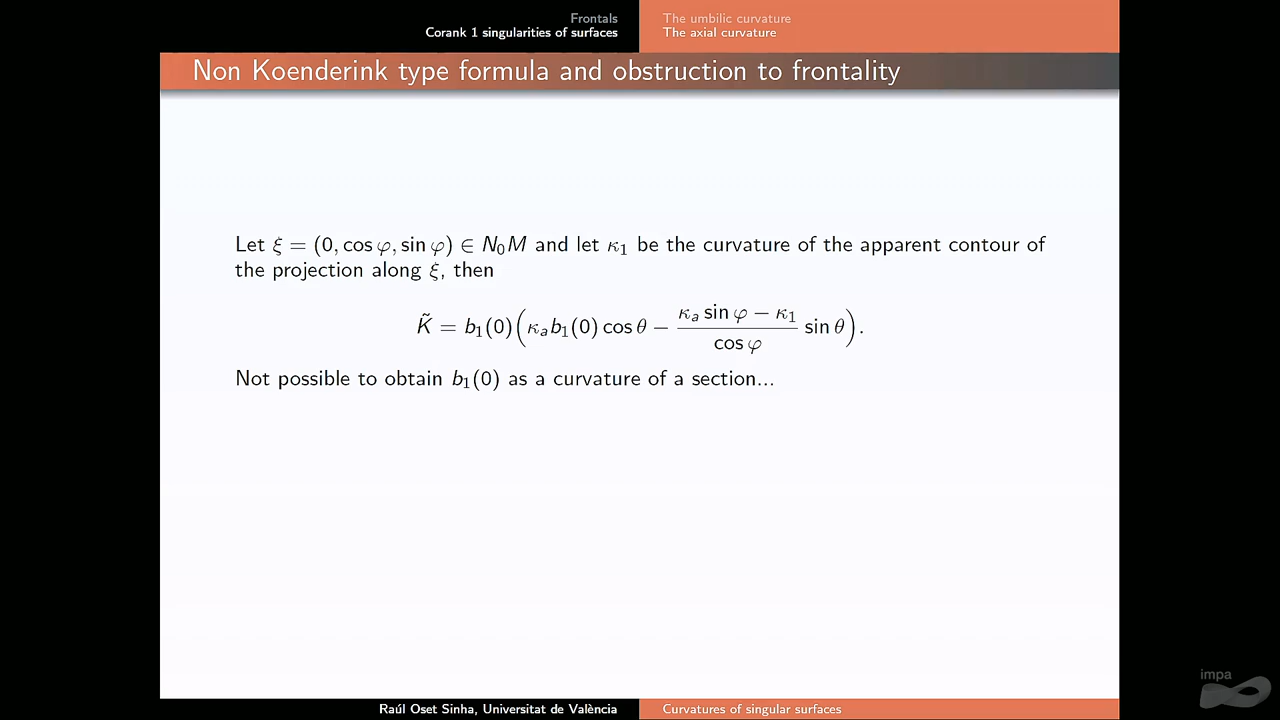 Frontals
Corank 1 singularities of surfaces
The umbilic curvature
The axial curvature
Non Koenderink type formula and obstruction to frontality
Let ξ = (0, cos φ, sin φ) ∈ N₀M and let κ₁ be the curvature of the apparent contour of
the projection along ξ, then
K̃ = b₁(0)(κₐb₁(0) cos θ − (κₐ sin φ − κ₁)/(cos φ) sin θ).
Not possible to obtain b₁(0) as a curvature of a section...
Raúl Oset Sinha, Universitat de València
Curvatures of singular surfaces
impa